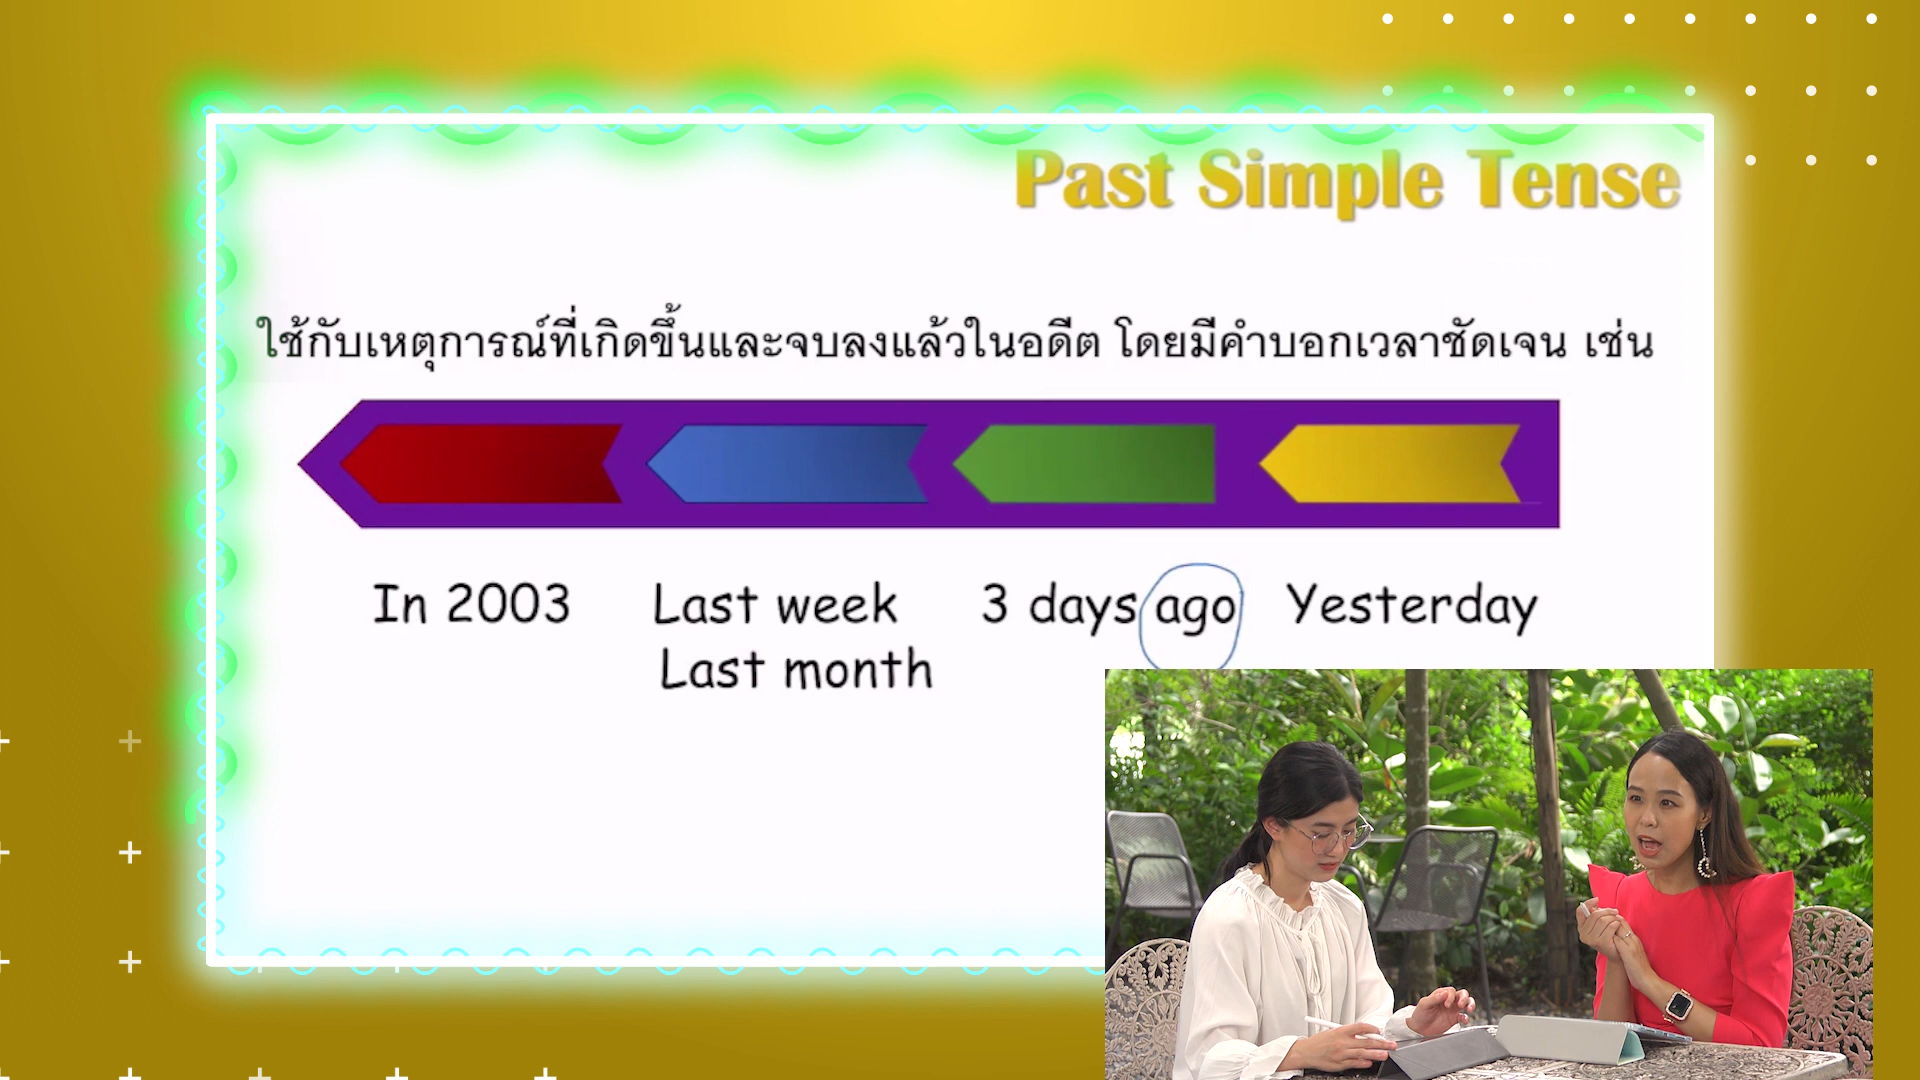 Past Simple Tense
ใช้กับเหตุการณ์ที่เกิดขึ้นและจบลงแล้วในอดีต โดยมีคำบอกเวลาชัดเจน เช่น
In 2003 Last week 3 days ago Yesterday
Last month